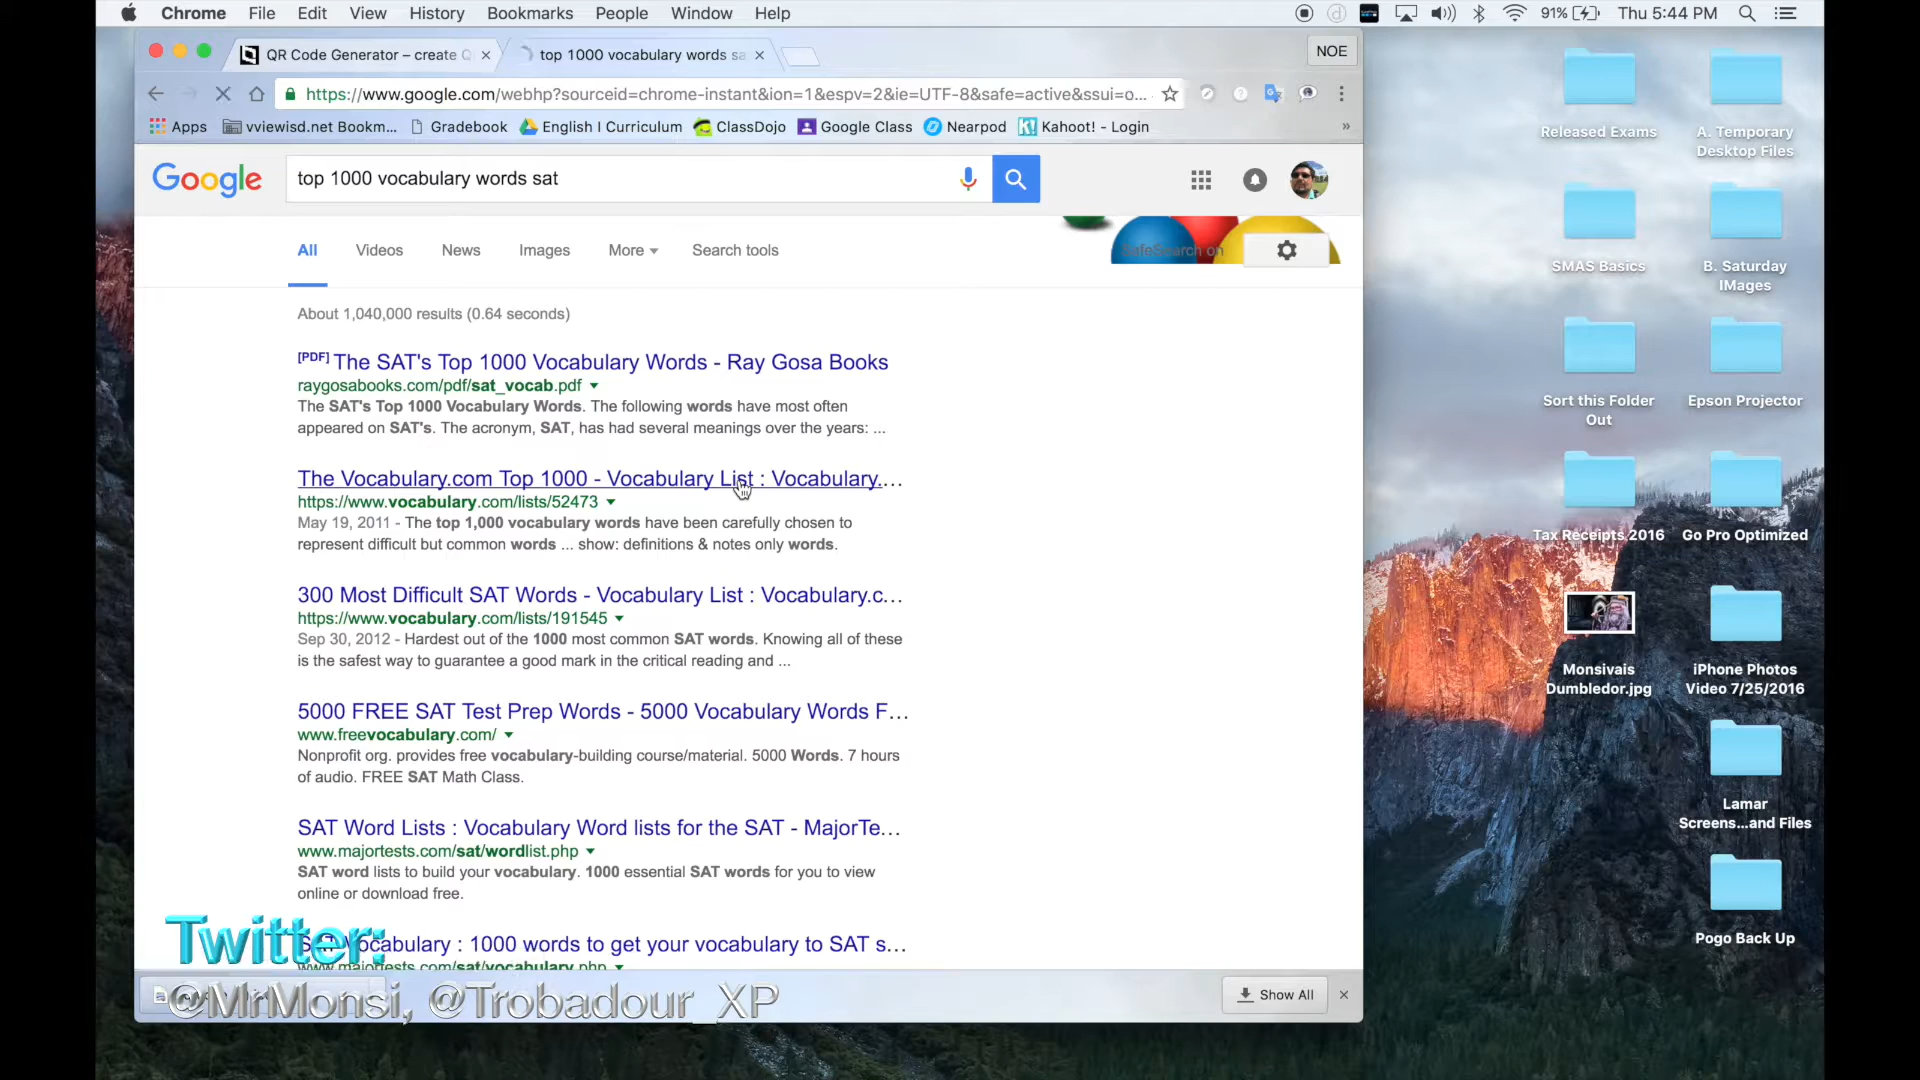 Chrome File Edit View History Bookmarks People Window Help
91% Thu 5:44 PM
QR Code Generator – create Q
top 1000 vocabulary words sa
NOE
https://www.google.com/webhp?sourceid=chrome-instant&ion=1&espv=2&ie=UTF-8&safe=active&ssui=o...
Apps vviewisd.net Bookm... Gradebook English I Curriculum ClassDojo Google Class Nearpod Kahoot! - Login »
Google
top 1000 vocabulary words sat
All Videos News Images More Search tools
SafeSearch on
About 1,040,000 results (0.64 seconds)
[PDF] The SAT's Top 1000 Vocabulary Words - Ray Gosa Books
raygosabooks.com/pdf/sat_vocab.pdf
The SAT's Top 1000 Vocabulary Words. The following words have most often
appeared on SAT's. The acronym, SAT, has had several meanings over the years: ...
The Vocabulary.com Top 1000 - Vocabulary List : Vocabulary....
https://www.vocabulary.com/lists/52473
May 19, 2011 - The top 1,000 vocabulary words have been carefully chosen to
represent difficult but common words ... show: definitions & notes only words.
300 Most Difficult SAT Words - Vocabulary List : Vocabulary.c...
https://www.vocabulary.com/lists/191545
Sep 30, 2012 - Hardest out of the 1000 most common SAT words. Knowing all of these
is the safest way to guarantee a good mark in the critical reading and ...
5000 FREE SAT Test Prep Words - 5000 Vocabulary Words F...
www.freevocabulary.com/
Nonprofit org. provides free vocabulary-building course/material. 5000 Words. 7 hours
of audio. FREE SAT Math Class.
SAT Word Lists : Vocabulary Word lists for the SAT - MajorTe...
www.majortests.com/sat/wordlist.php
SAT word lists to build your vocabulary. 1000 essential SAT words for you to view
online or download free.
SAT Vocabulary : 1000 words to get your vocabulary to SAT s...
www.majortests.com/sat/vocabulary.php
Twitter:
@MrMonsi, @Trobadour_XP
Show All
Released Exams
A. Temporary
Desktop Files
SMAS Basics
B. Saturday
IMages
Sort this Folder
Out
Epson Projector
Tax Receipts 2016
Go Pro Optimized
Monsivais
Dumbledor.jpg
iPhone Photos
Video 7/25/2016
Lamar
Screens...and Files
Pogo Back Up